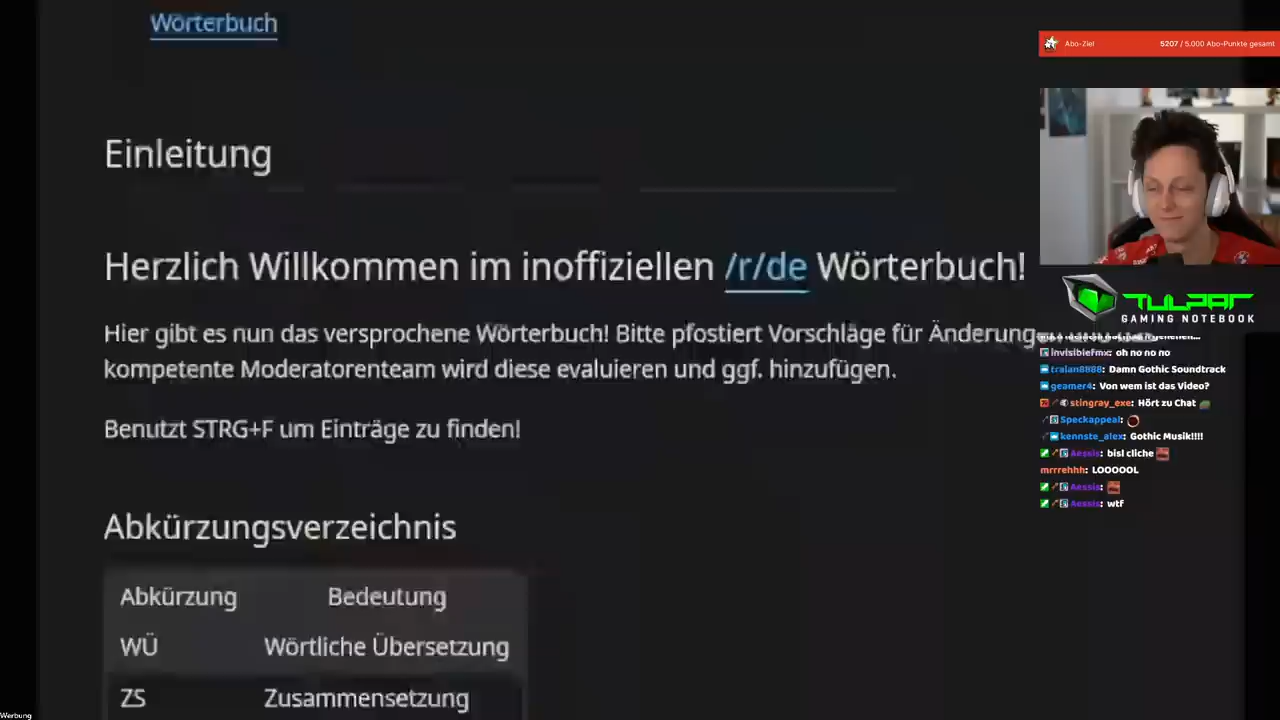 Wörterbuch
Einleitung
Herzlich Willkommen im inoffiziellen /r/de Wörterbuch!
Hier gibt es nun das versprochene Wörterbuch! Bitte pfostiert Vorschläge für Änderung
kompetente Moderatorenteam wird diese evaluieren und ggf. hinzufügen.
Benutzt STRG+F um Einträge zu finden!
Abkürzungsverzeichnis
Abkürzung Bedeutung
WÜ Wörtliche Übersetzung
ZS Zusammensetzung
Werbung
Abo-Ziel 5207 / 5.000 Abo-Punkte gesamt
TULPAR
GAMING NOTEBOOK
invisiblefmx: oh no no no
tralan8888: Damn Gothic Soundtrack
geamer4: Von wem ist das Video?
stingray_exe: Hört zu Chat
Speckappeal:
kennste_alex: Gothic Musik!!!!
Aessis: bisl cliche
mrrrehhh: LOOOOOL
Aessis:
Aessis: wtf